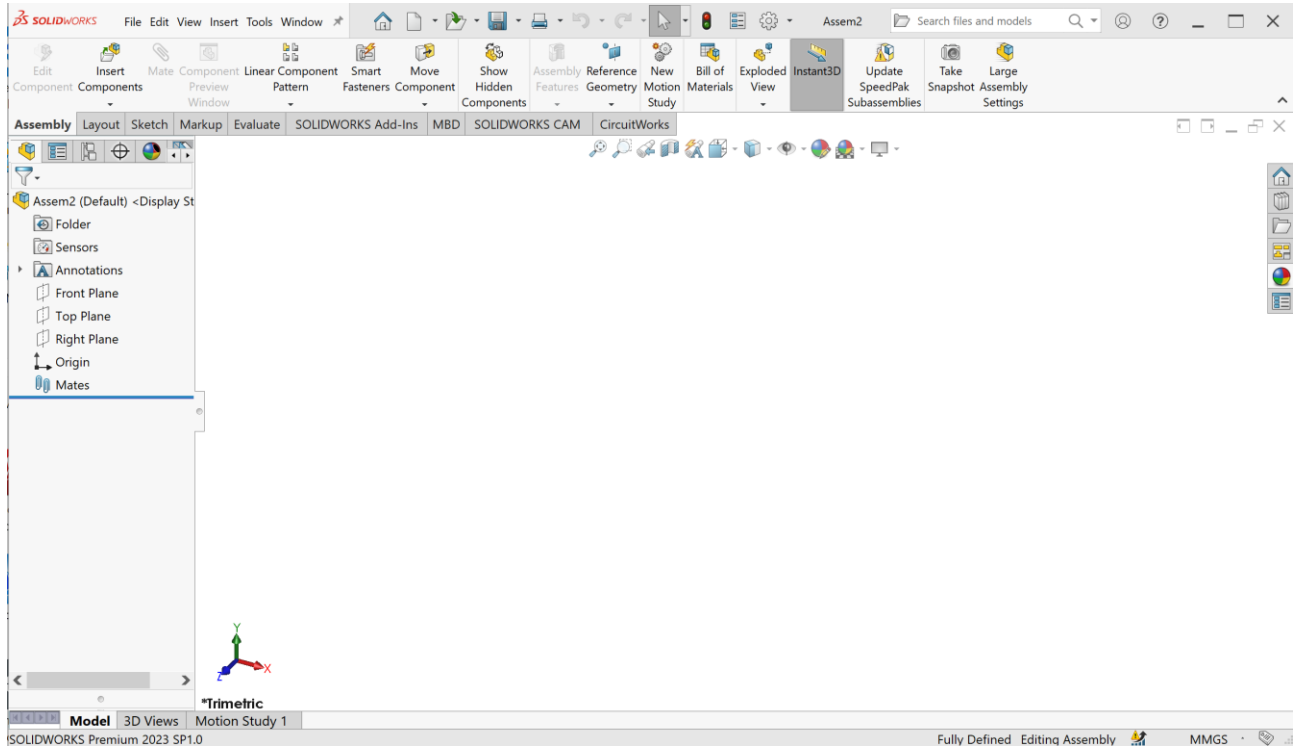 SOLIDWORKS File Edit View Insert Tools Window Assem2 Search files and models
Edit Component
Insert Components
Mate
Component Preview Window
Linear Component Pattern
Smart Fasteners
Move Component
Show Hidden Components
Assembly Features
Reference Geometry
New Motion Study
Bill of Materials
Exploded View
Instant3D
Update SpeedPak Subassemblies
Take Snapshot
Large Assembly Settings
Assembly Layout Sketch Markup Evaluate SOLIDWORKS Add-Ins MBD SOLIDWORKS CAM CircuitWorks
Assem2 (Default) <Display St
Folder
Sensors
Annotations
Front Plane
Top Plane
Right Plane
Origin
Mates
Y
X
Z
*Trimetric
Model 3D Views Motion Study 1
SOLIDWORKS Premium 2023 SP1.0 Fully Defined Editing Assembly MMGS